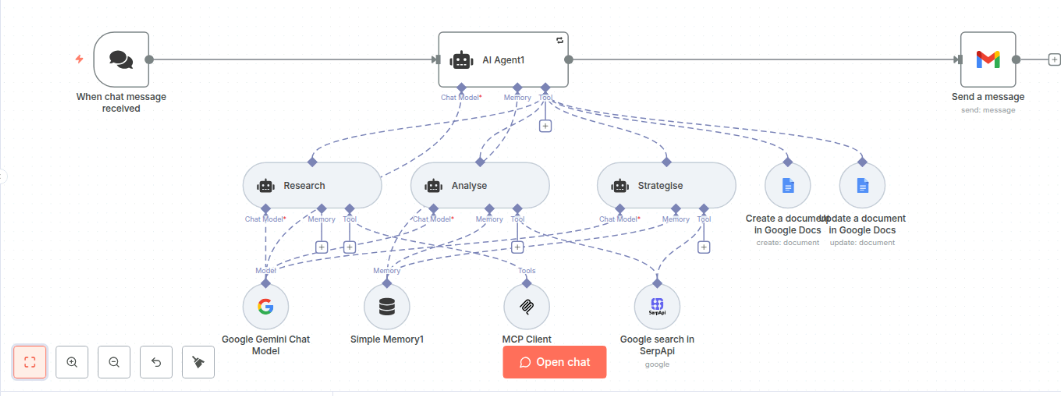 AI Agent1
When chat message
received
Send a message
send: message
Chat Model*
Memory
Tool
Research
Analyse
Strategise
Create a document
in Google Docs
create: document
Update a document
in Google Docs
update: document
Chat Model*
Memory
Tool
Chat Model*
Memory
Tool
Chat Model*
Memory
Tool
Model
Memory
Tools
SerpApi
Google Gemini Chat
Model
Simple Memory1
MCP Client
Google search in
SerpApi
google
Open chat